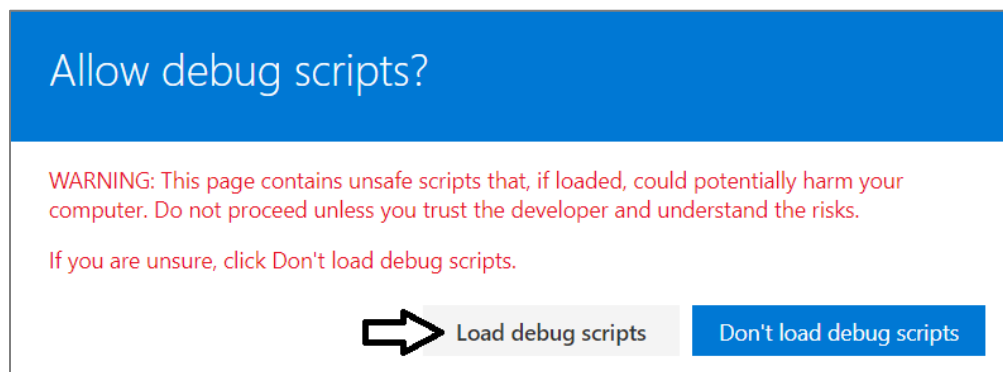 Allow debug scripts?
WARNING: This page contains unsafe scripts that, if loaded, could potentially harm your
computer. Do not proceed unless you trust the developer and understand the risks.
If you are unsure, click Don't load debug scripts.
Load debug scripts Don't load debug scripts